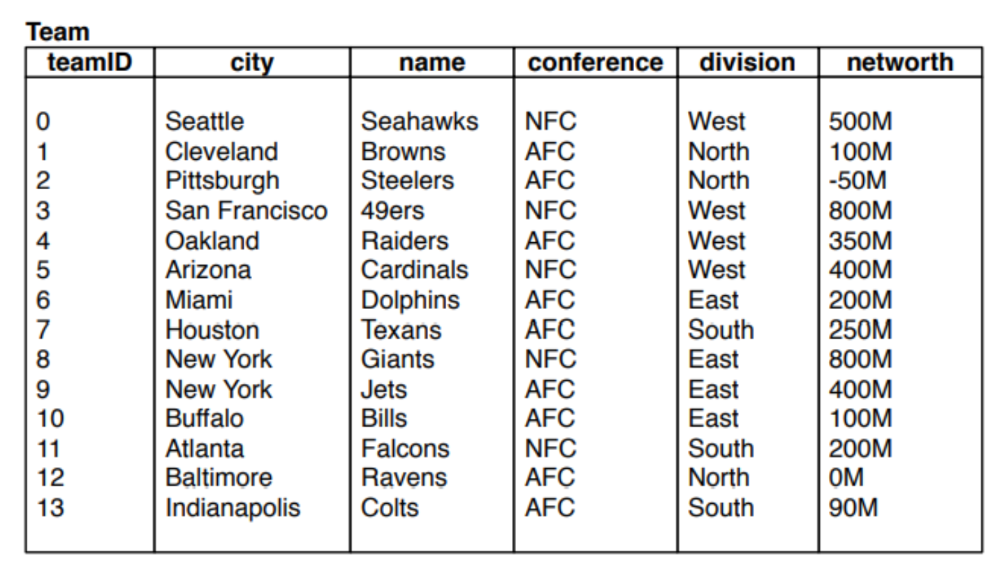 Team
teamID city name conference division networth
0 Seattle Seahawks NFC West 500M
1 Cleveland Browns AFC North 100M
2 Pittsburgh Steelers AFC North -50M
3 San Francisco 49ers NFC West 800M
4 Oakland Raiders AFC West 350M
5 Arizona Cardinals NFC West 400M
6 Miami Dolphins AFC East 200M
7 Houston Texans AFC South 250M
8 New York Giants NFC East 800M
9 New York Jets AFC East 400M
10 Buffalo Bills AFC East 100M
11 Atlanta Falcons NFC South 200M
12 Baltimore Ravens AFC North 0M
13 Indianapolis Colts AFC South 90M